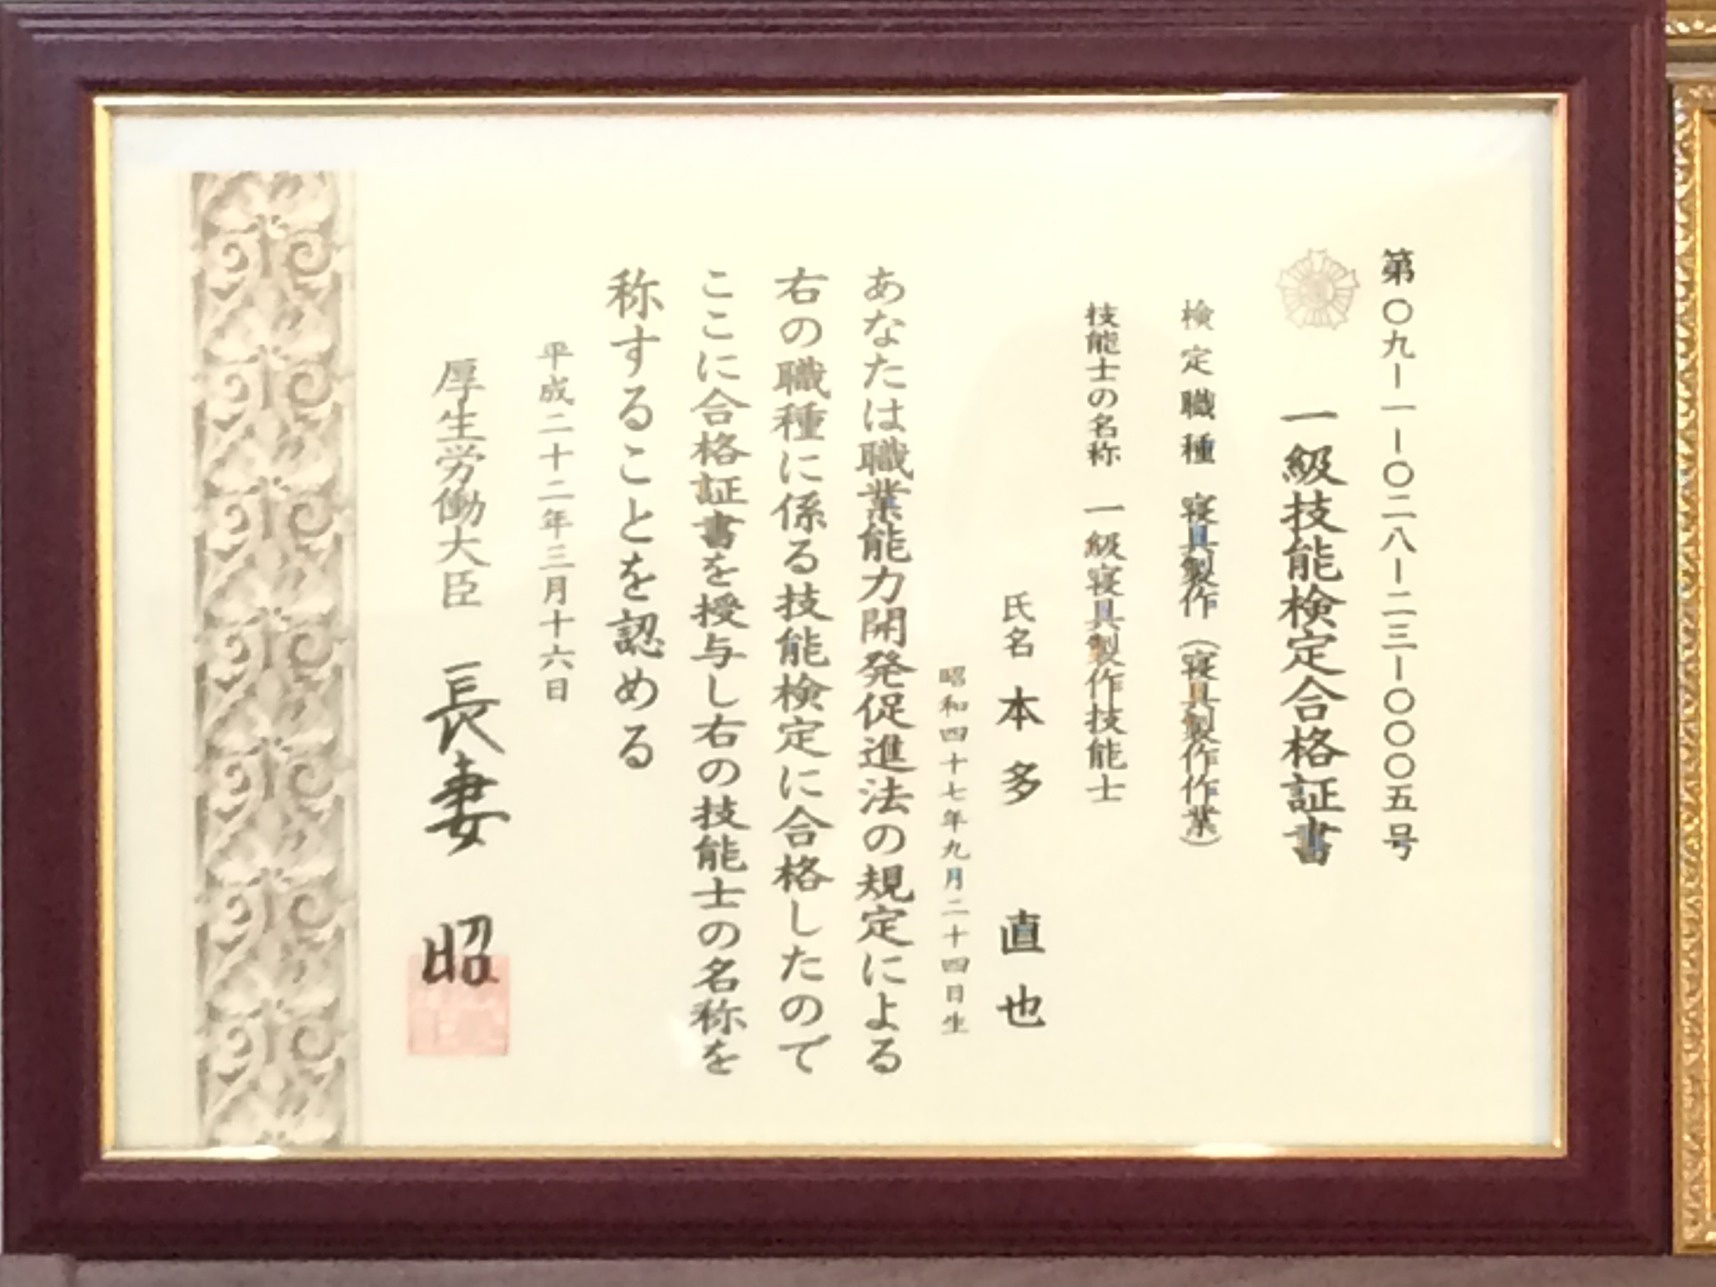 第〇九-一-〇二八-二三-〇〇〇五号
一級技能検定合格証書
検定職種 寝具製作(寝具製作作業)
技能士の名称 一級寝具製作技能士
氏名 本多 直也
昭和四十七年九月二十四日生
あなたは職業能力開発促進法の規定による
右の職種に係る技能検定に合格したので
ここに合格証書を授与し右の技能士の名称を
称することを認める
平成二十二年三月十六日
厚生労働大臣 長妻 昭